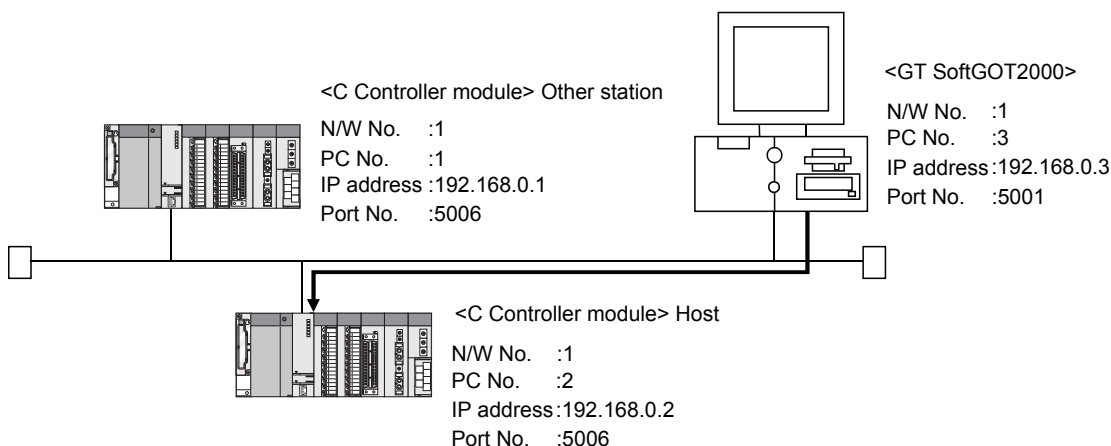 <C Controller module> Other station
N/W No. :1
PC No. :1
IP address :192.168.0.1
Port No. :5006
<GT SoftGOT2000>
N/W No. :1
PC No. :3
IP address :192.168.0.3
Port No. :5001
<C Controller module> Host
N/W No. :1
PC No. :2
IP address :192.168.0.2
Port No. :5006